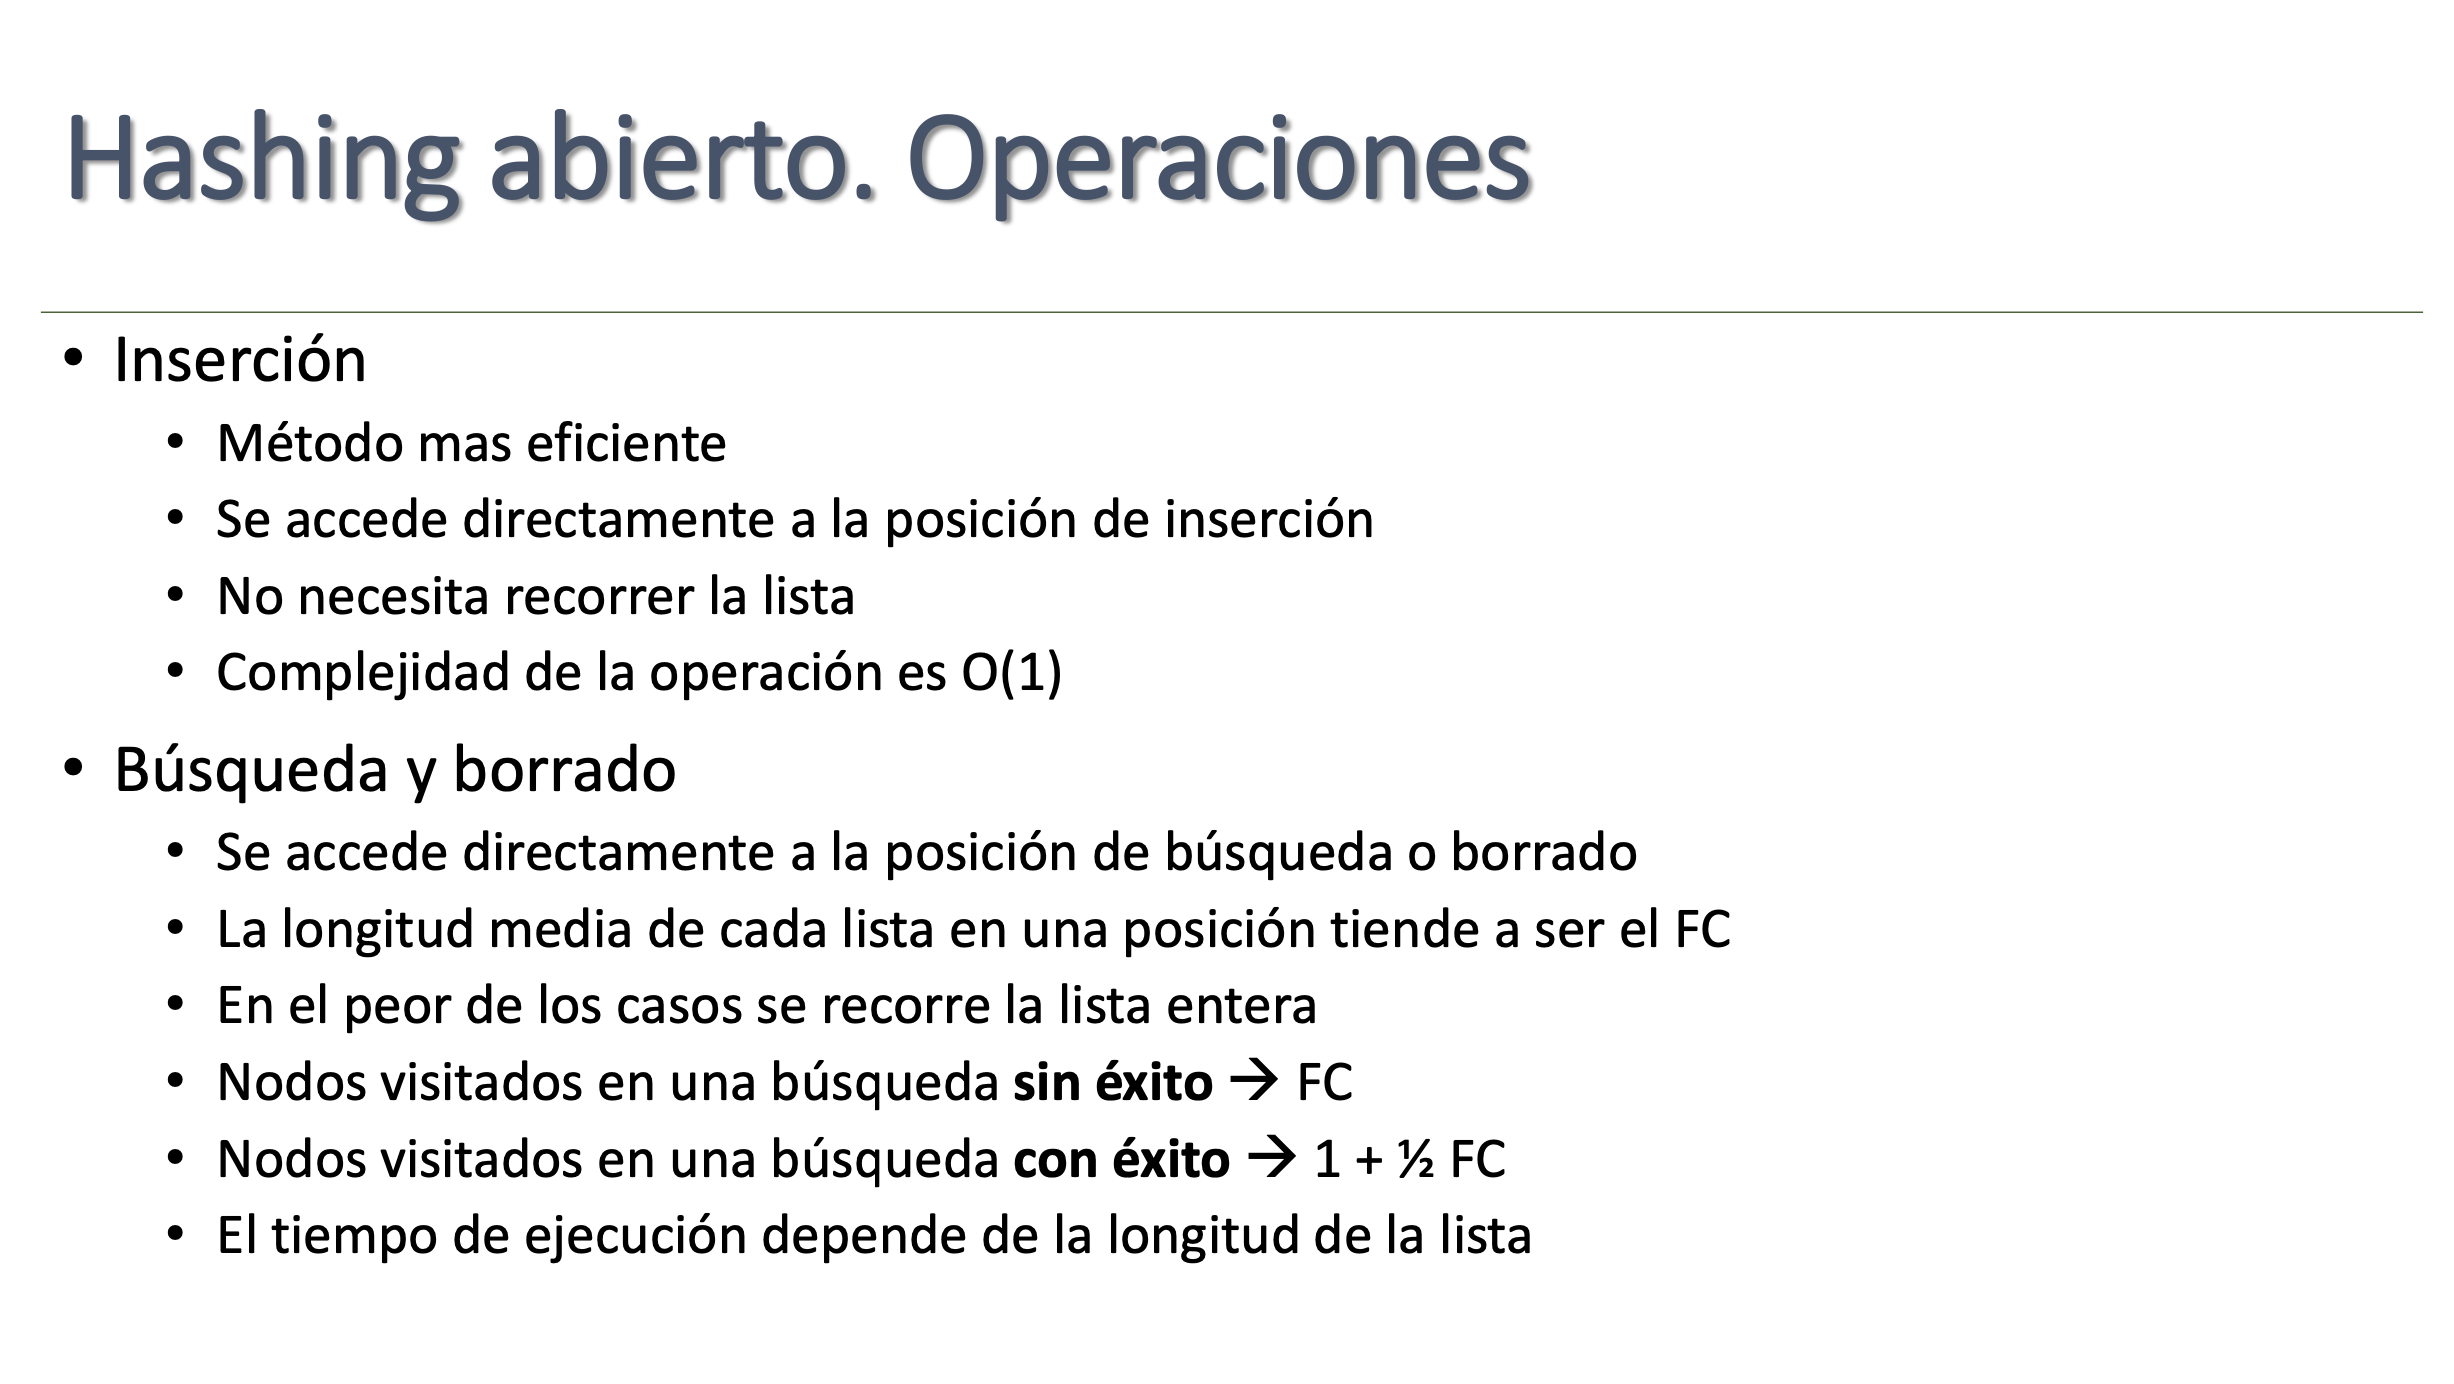 Hashing abierto. Operaciones
• Inserción
• Método mas eficiente
• Se accede directamente a la posición de inserción
• No necesita recorrer la lista
• Complejidad de la operación es O(1)
• Búsqueda y borrado
• Se accede directamente a la posición de búsqueda o borrado
• La longitud media de cada lista en una posición tiende a ser el FC
• En el peor de los casos se recorre la lista entera
• Nodos visitados en una búsqueda sin éxito → FC
• Nodos visitados en una búsqueda con éxito → 1 + ½ FC
• El tiempo de ejecución depende de la longitud de la lista